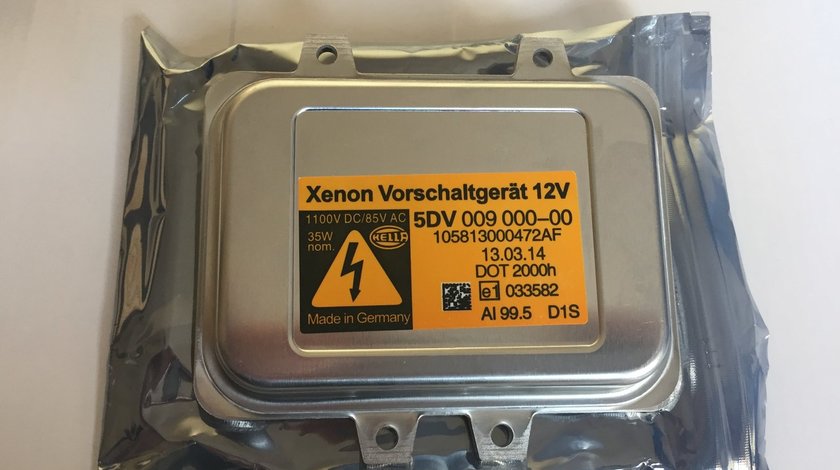 Xenon Vorschaltgerät 12V
1100V DC/85V AC
35W
nom.
HELLA
Made in Germany
5DV 009 000-00
105813000472AF
13.03.14
DOT 2000h
e1 033582
Al 99.5 D1S